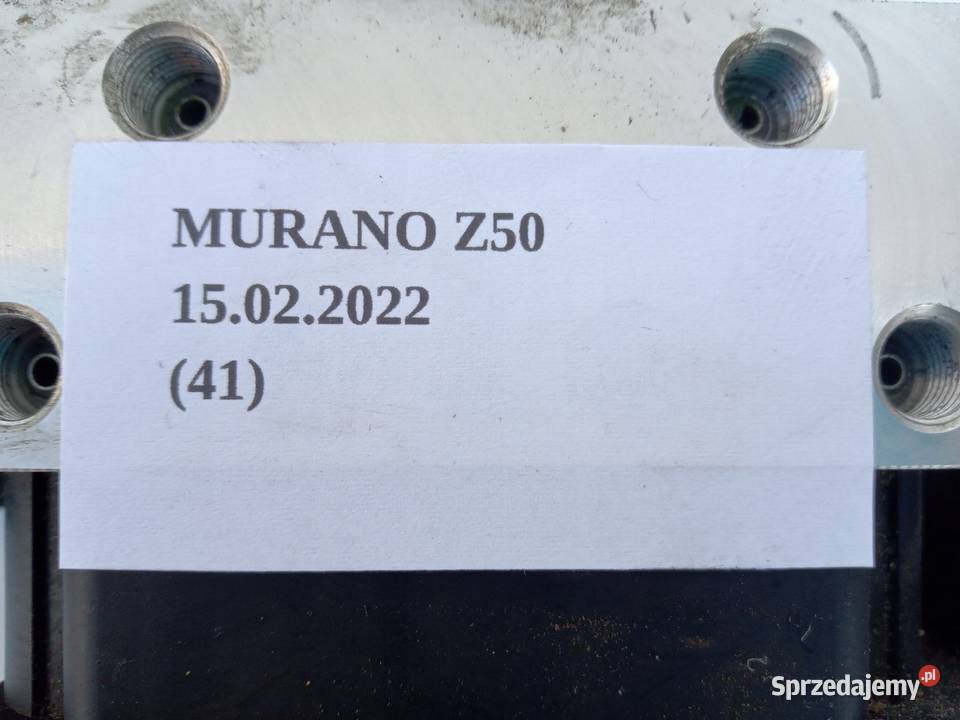 MURANO Z50
15.02.2022
(41)
Sprzedajemy.pl